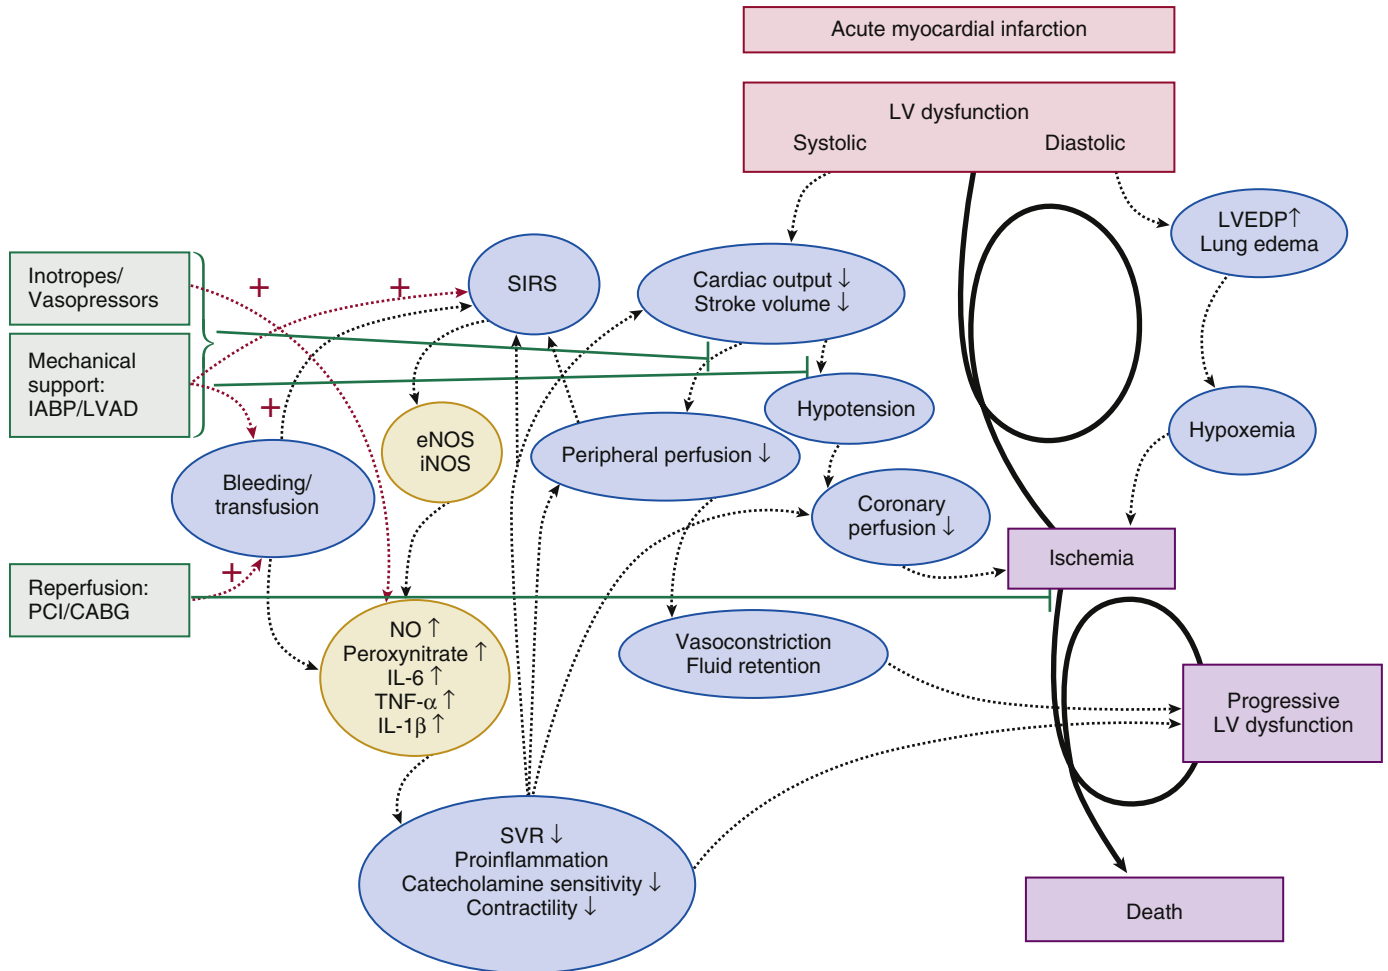 Acute myocardial infarction
LV dysfunction
Systolic
Diastolic
LVEDP↑
Lung edema
Inotropes/
Vasopressors
+
+
SIRS
Cardiac output ↓
Stroke volume ↓
Mechanical
support:
IABP/LVAD
+
Hypotension
Hypoxemia
eNOS
iNOS
Peripheral perfusion ↓
Bleeding/
transfusion
Coronary
perfusion ↓
Ischemia
Reperfusion:
PCI/CABG
+
NO ↑
Peroxynitrate ↑
IL-6 ↑
TNF-α ↑
IL-1β ↑
Vasoconstriction
Fluid retention
Progressive
LV dysfunction
SVR ↓
Proinflammation
Catecholamine sensitivity ↓
Contractility ↓
Death